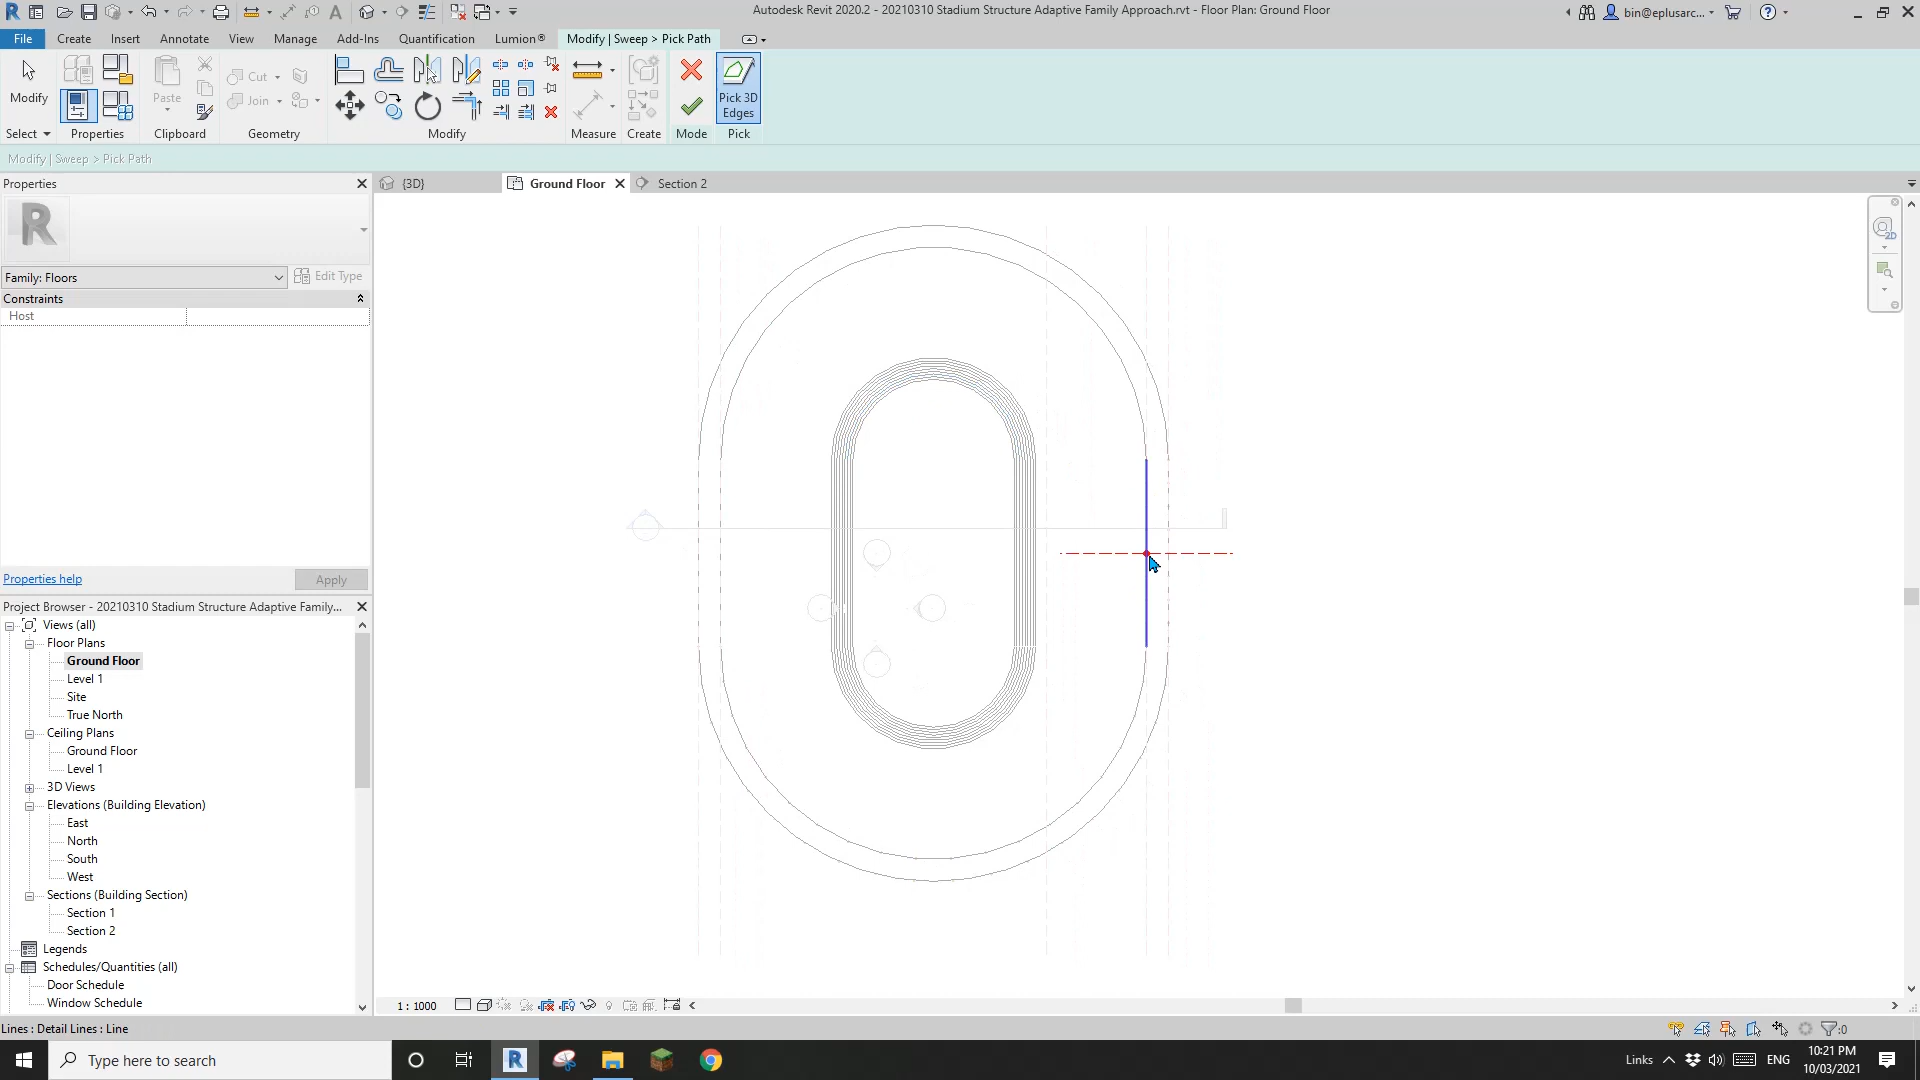 Autodesk Revit 2020.2 - 20210310 Stadium Structure Adaptive Family Approach.rvt - Floor Plan: Ground Floor
bin@eplusarc...
File Create Insert Annotate View Manage Add-Ins Quantification Lumion® Modify | Sweep > Pick Path
Modify
Paste
Cut
Join
Pick 3D
Edges
Select Properties Clipboard Geometry Modify Measure Create Mode Pick
Modify | Sweep > Pick Path
Properties
{3D} Ground Floor Section 2
Family: Floors
Edit Type
Constraints
Host
2D
Properties help
Apply
Project Browser - 20210310 Stadium Structure Adaptive Family...
Views (all)
Floor Plans
Ground Floor
Level 1
Site
True North
Ceiling Plans
Ground Floor
Level 1
3D Views
Elevations (Building Elevation)
East
North
South
West
Sections (Building Section)
Section 1
Section 2
Legends
Schedules/Quantities (all)
Door Schedule
Window Schedule
1 : 1000
Lines : Detail Lines : Line
:0
Type here to search
Links
ENG
10:21 PM
10/03/2021